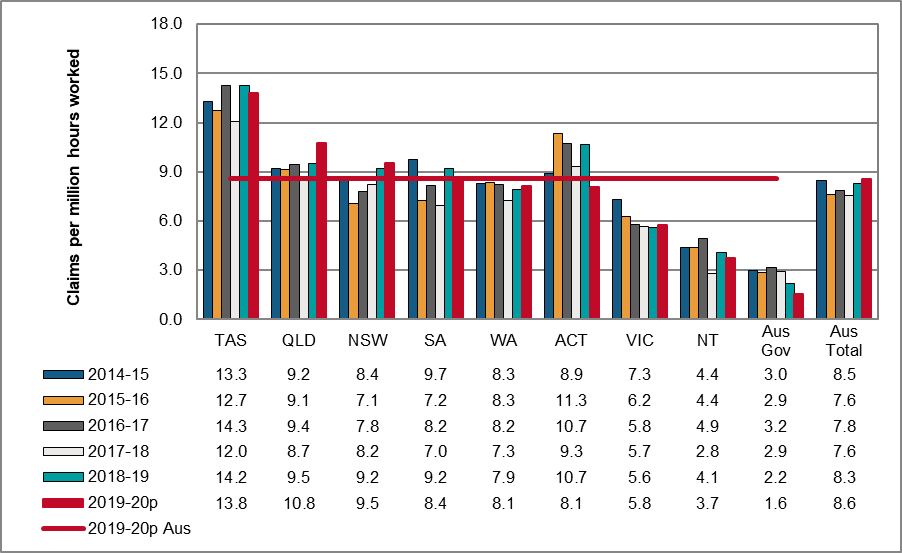 18.0
15.0
12.0
9.0
6.0
3.0
0.0
Claims per million hours worked
TAS QLD NSW SA WA ACT VIC NT Aus Gov Aus Total
2014-15 13.3 9.2 8.4 9.7 8.3 8.9 7.3 4.4 3.0 8.5
2015-16 12.7 9.1 7.1 7.2 8.3 11.3 6.2 4.4 2.9 7.6
2016-17 14.3 9.4 7.8 8.2 8.2 10.7 5.8 4.9 3.2 7.8
2017-18 12.0 8.7 8.2 7.0 7.3 9.3 5.7 2.8 2.9 7.6
2018-19 14.2 9.5 9.2 9.2 7.9 10.7 5.6 4.1 2.2 8.3
2019-20p 13.8 10.8 9.5 8.4 8.1 8.1 5.8 3.7 1.6 8.6
2019-20p Aus